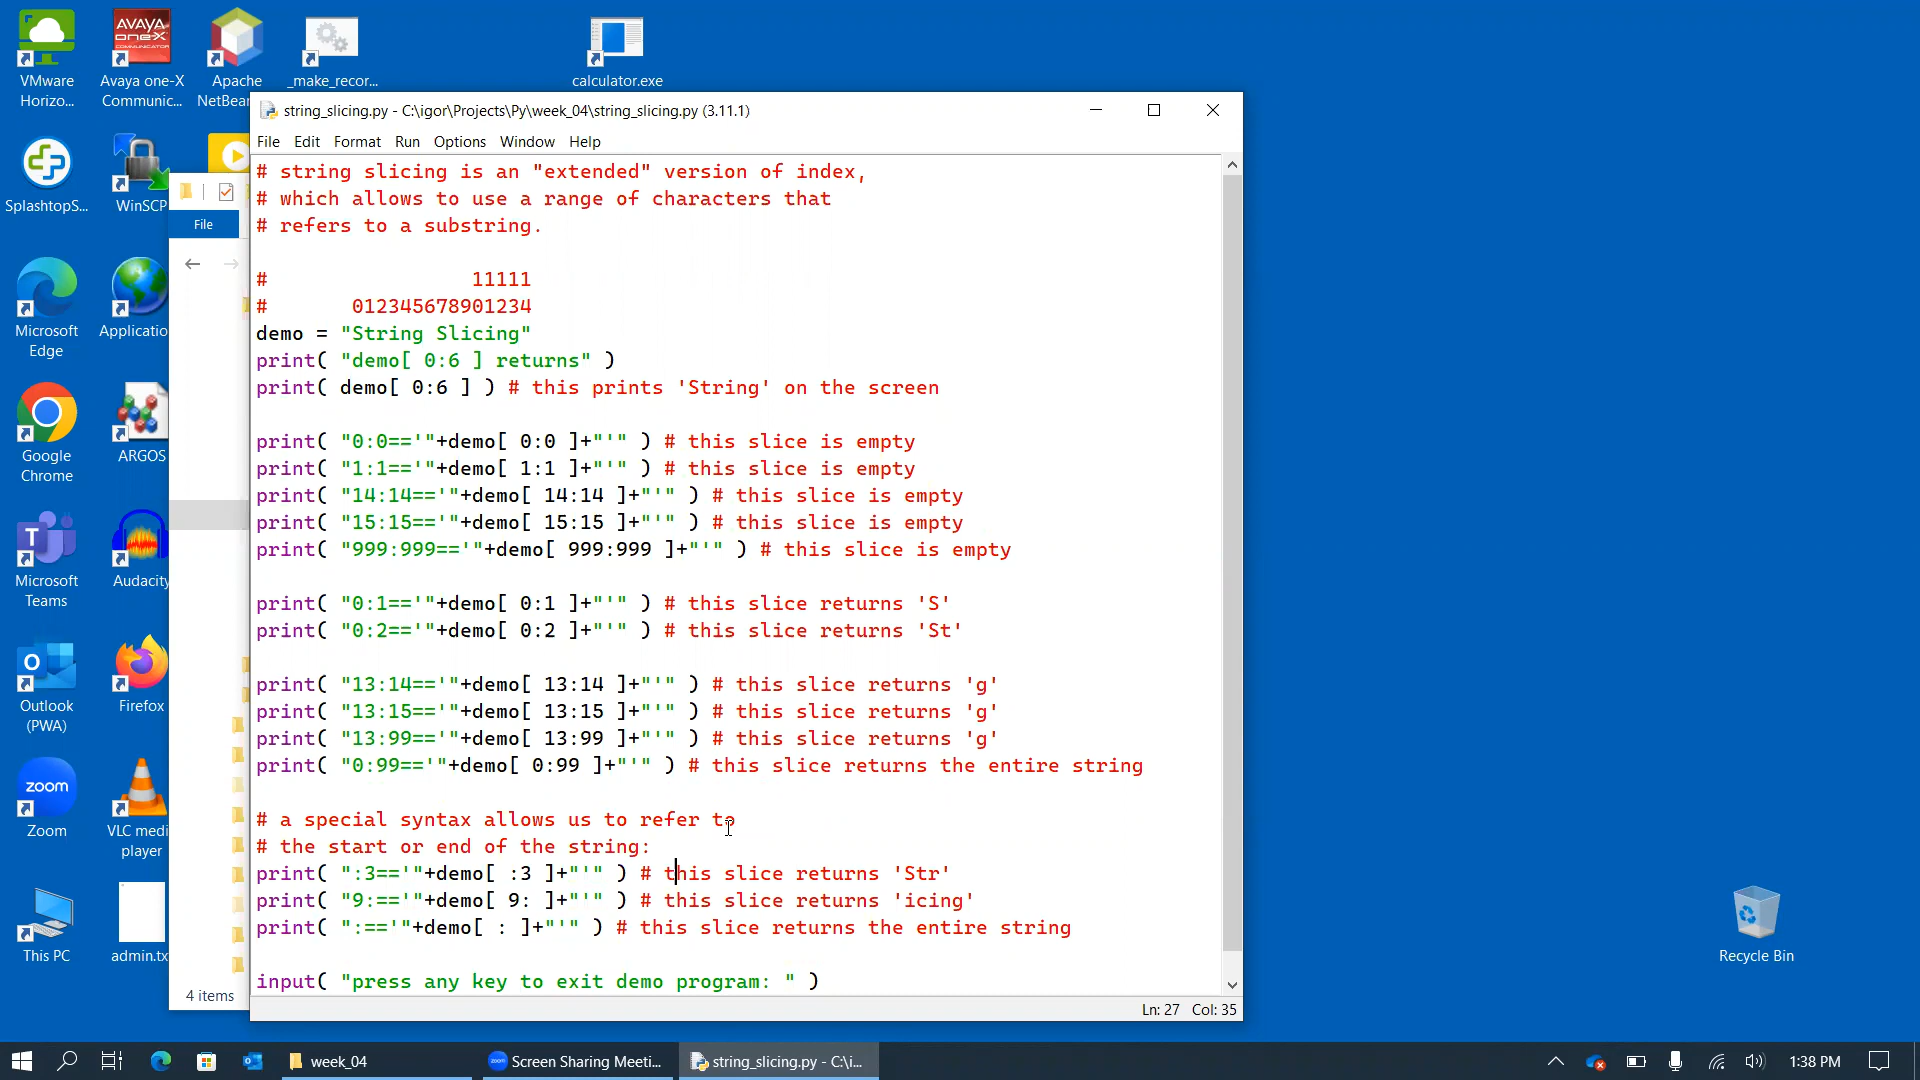 VMware
Horizo...
Avaya one-X
Communic...
Apache
NetBear
_make_recor...
calculator.exe
AVAYA
one-X
COMMUNICATOR
string_slicing.py - C:\igor\Projects\Py\week_04\string_slicing.py (3.11.1)
File Edit Format Run Options Window Help
# string slicing is an "extended" version of index,
# which allows to use a range of characters that
# refers to a substring.
#                 11111
#       012345678901234
demo = "String Slicing"
print( "demo[ 0:6 ] returns" )
print( demo[ 0:6 ] ) # this prints 'String' on the screen
print( "0:0=='"+demo[ 0:0 ]+"'" ) # this slice is empty
print( "1:1=='"+demo[ 1:1 ]+"'" ) # this slice is empty
print( "14:14=='"+demo[ 14:14 ]+"'" ) # this slice is empty
print( "15:15=='"+demo[ 15:15 ]+"'" ) # this slice is empty
print( "999:999=='"+demo[ 999:999 ]+"'" ) # this slice is empty
print( "0:1=='"+demo[ 0:1 ]+"'" ) # this slice returns 'S'
print( "0:2=='"+demo[ 0:2 ]+"'" ) # this slice returns 'St'
print( "13:14=='"+demo[ 13:14 ]+"'" ) # this slice returns 'g'
print( "13:15=='"+demo[ 13:15 ]+"'" ) # this slice returns 'g'
print( "13:99=='"+demo[ 13:99 ]+"'" ) # this slice returns 'g'
print( "0:99=='"+demo[ 0:99 ]+"'" ) # this slice returns the entire string
# a special syntax allows us to refer to
# the start or end of the string:
print( ":3=='"+demo[ :3 ]+"'" ) # this slice returns 'Str'
print( "9:=='"+demo[ 9: ]+"'" ) # this slice returns 'icing'
print( ":=='"+demo[ : ]+"'" ) # this slice returns the entire string
input( "press any key to exit demo program: " )
Ln: 27 Col: 35
SplashtopS...
WinSCP
File
Microsoft
Edge
Applicatio
Google
Chrome
ARGOS
Microsoft
Teams
Audacity
Outlook
(PWA)
Firefox
zoom
Zoom
VLC medi
player
This PC
admin.tx
4 items
Recycle Bin
week_04
zoom
Screen Sharing Meeti...
string_slicing.py - C:\i...
1:38 PM